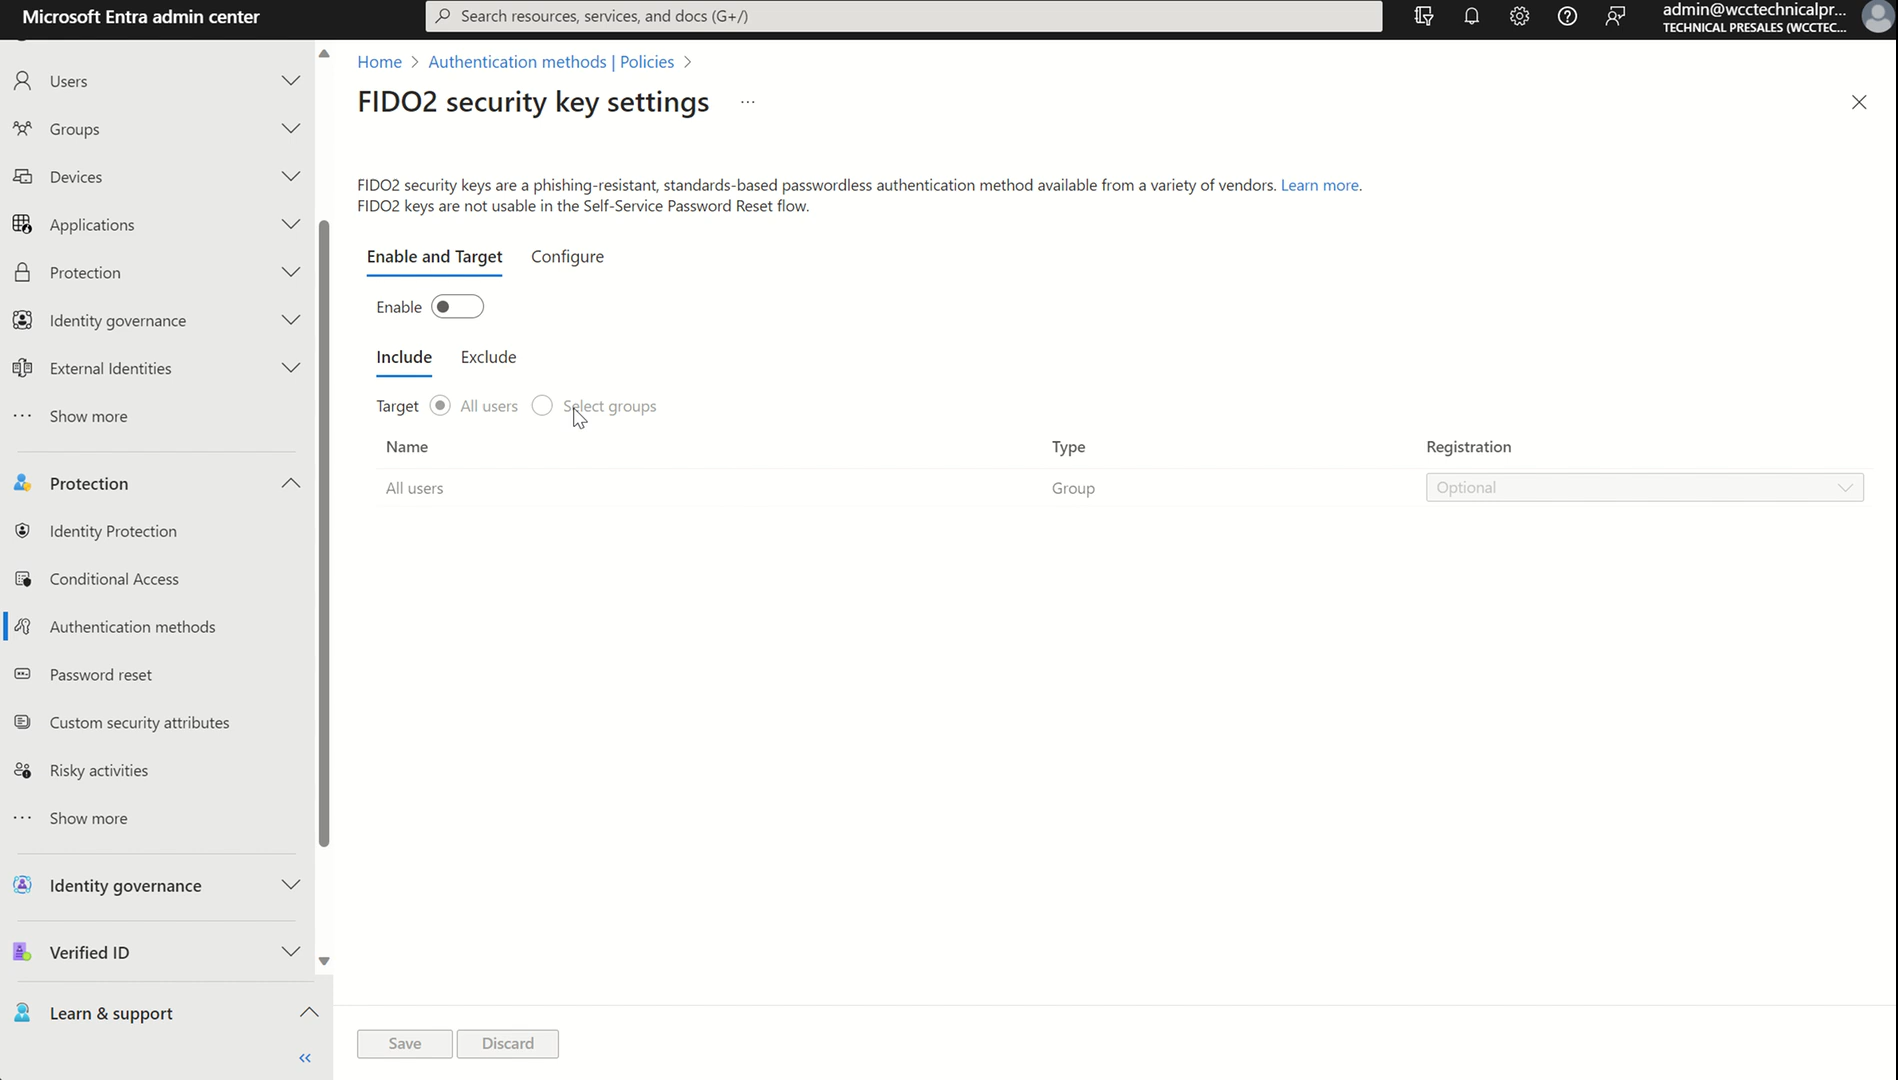 Microsoft Entra admin center
Search resources, services, and docs (G+/)
admin@wcctechnicalpr...
TECHNICAL PRESALES (WCCTEC...
Users
Groups
Devices
Applications
Protection
Identity governance
External Identities
Show more
Protection
Identity Protection
Conditional Access
Authentication methods
Password reset
Custom security attributes
Risky activities
Show more
Identity governance
Verified ID
Learn & support
Home > Authentication methods | Policies >
FIDO2 security key settings ...
FIDO2 security keys are a phishing-resistant, standards-based passwordless authentication method available from a variety of vendors. Learn more.
FIDO2 keys are not usable in the Self-Service Password Reset flow.
Enable and Target Configure
Enable
Include Exclude
Target All users Select groups
Name Type Registration
All users Group Optional
Save Discard